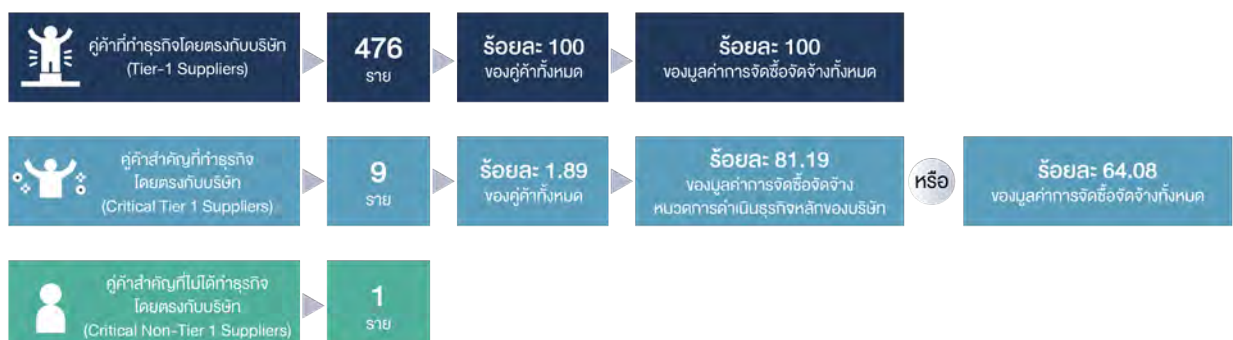 คู่ค้าที่ทำธุรกิจโดยตรงกับบริษัท
(Tier-1 Suppliers)
476
ราย
ร้อยละ 100
ของคู่ค้าทั้งหมด
ร้อยละ 100
ของมูลค่าการจัดซื้อจัดจ้างทั้งหมด
คู่ค้าสำคัญที่ทำธุรกิจ
โดยตรงกับบริษัท
(Critical Tier 1 Suppliers)
9
ราย
ร้อยละ 1.89
ของคู่ค้าทั้งหมด
ร้อยละ 81.19
ของมูลค่าการจัดซื้อจัดจ้าง
หมวดการดำเนินธุรกิจหลักของบริษัท
หรือ
ร้อยละ 64.08
ของมูลค่าการจัดซื้อจัดจ้างทั้งหมด
คู่ค้าสำคัญที่ไม่ได้ทำธุรกิจ
โดยตรงกับบริษัท
(Critical Non-Tier 1 Suppliers)
1
ราย